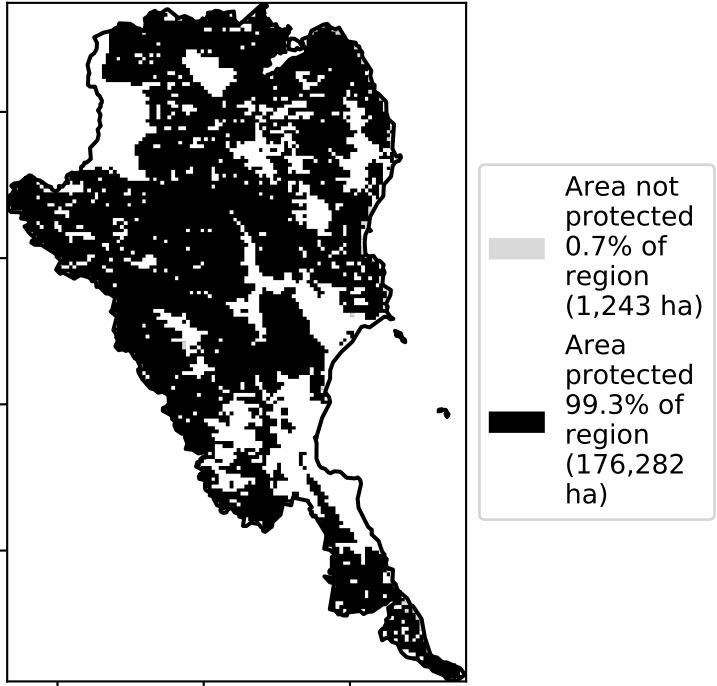 Area not
protected
0.7% of
region
(1,243 ha)
Area
protected
99.3% of
region
(176,282
ha)